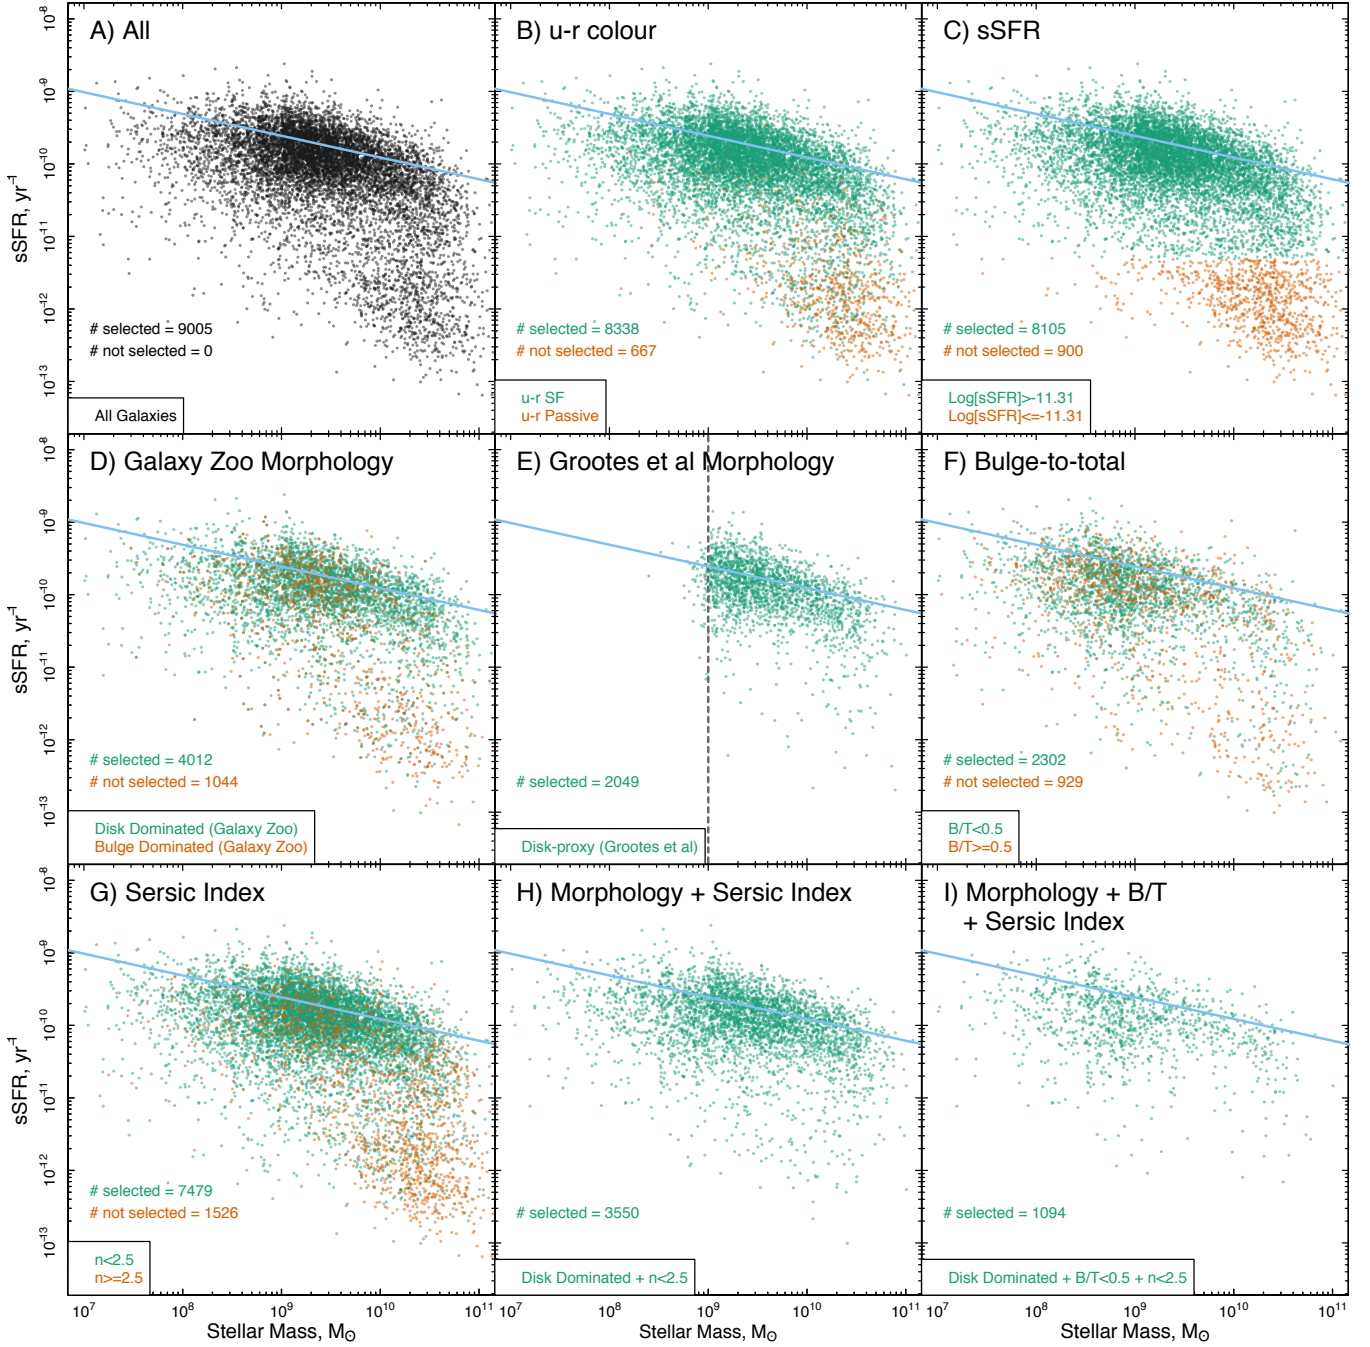 A) All
# selected = 9005
# not selected = 0
All Galaxies
B) u-r colour
# selected = 8338
# not selected = 667
u-r SF
u-r Passive
C) sSFR
# selected = 8105
# not selected = 900
Log[sSFR]>-11.31
Log[sSFR]<=-11.31
sSFR, yr⁻¹
10⁻⁸
10⁻⁹
10⁻¹⁰
10⁻¹¹
10⁻¹²
10⁻¹³
D) Galaxy Zoo Morphology
# selected = 4012
# not selected = 1044
Disk Dominated (Galaxy Zoo)
Bulge Dominated (Galaxy Zoo)
E) Grootes et al Morphology
# selected = 2049
Disk-proxy (Grootes et al)
F) Bulge-to-total
# selected = 2302
# not selected = 929
B/T<0.5
B/T>=0.5
sSFR, yr⁻¹
10⁻⁸
10⁻⁹
10⁻¹⁰
10⁻¹¹
10⁻¹²
10⁻¹³
G) Sersic Index
# selected = 7479
# not selected = 1526
n<2.5
n>=2.5
H) Morphology + Sersic Index
# selected = 3550
Disk Dominated + n<2.5
I) Morphology + B/T
+ Sersic Index
# selected = 1094
Disk Dominated + B/T<0.5 + n<2.5
sSFR, yr⁻¹
10⁻⁸
10⁻⁹
10⁻¹⁰
10⁻¹¹
10⁻¹²
10⁻¹³
10⁷ 10⁸ 10⁹ 10¹⁰ 10¹¹
10⁷ 10⁸ 10⁹ 10¹⁰ 10¹¹
10⁷ 10⁸ 10⁹ 10¹⁰ 10¹¹
Stellar Mass, M☉
Stellar Mass, M☉
Stellar Mass, M☉